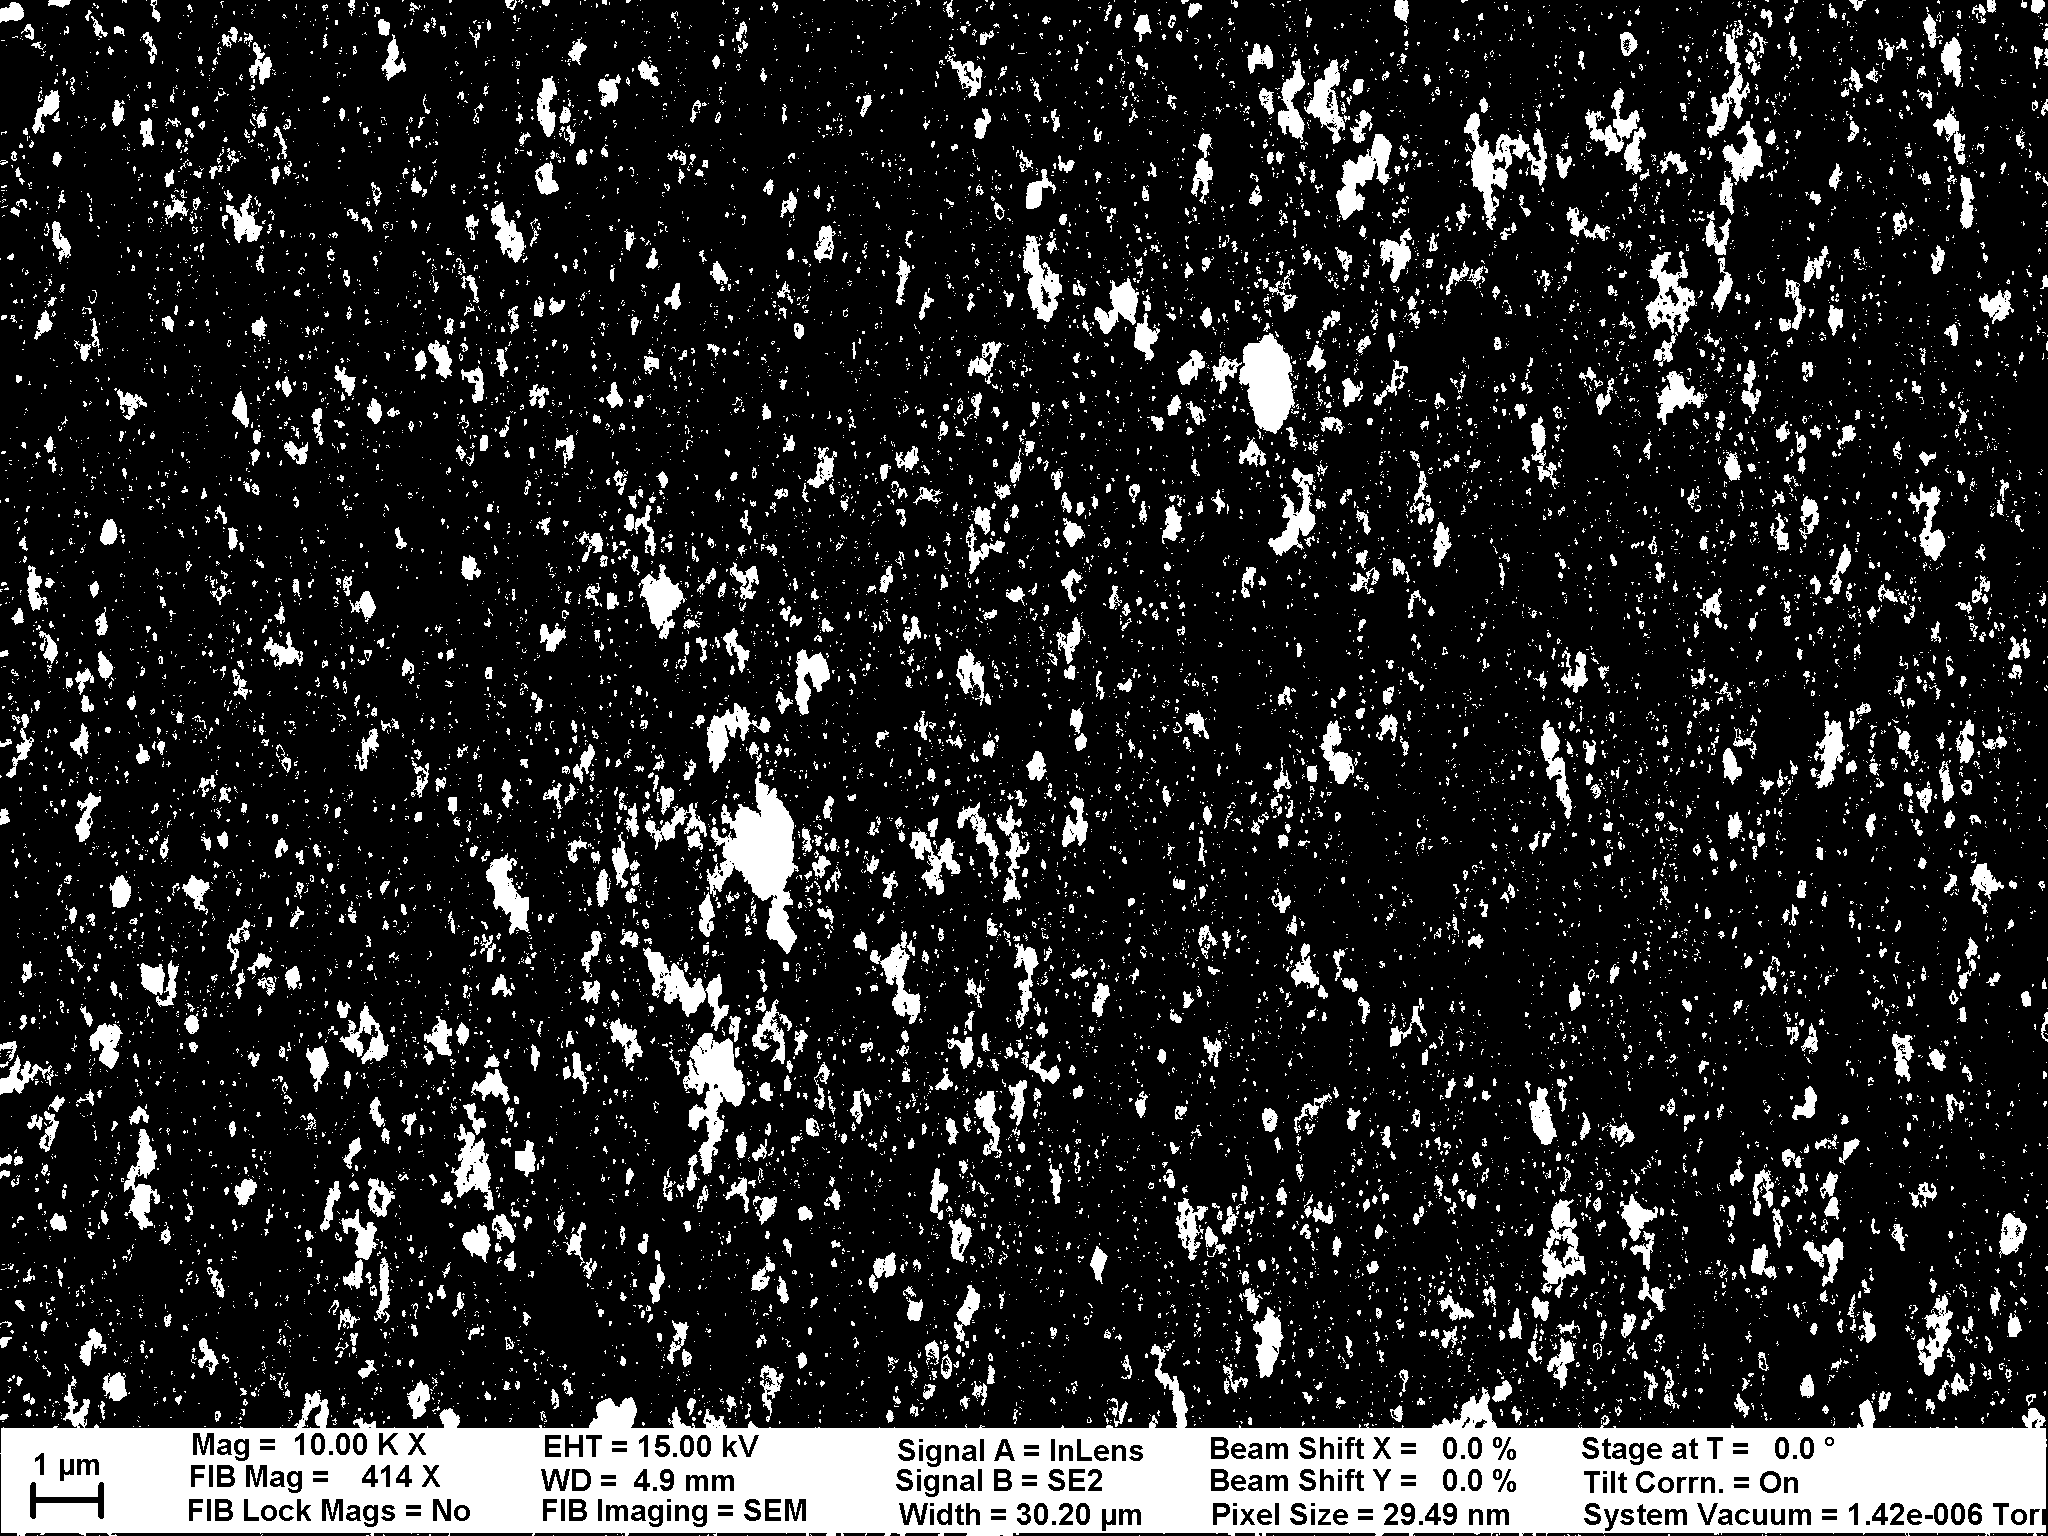 1 µm
Mag = 10.00 K X
FIB Mag = 414 X
FIB Lock Mags = No
EHT = 15.00 kV
WD = 4.9 mm
FIB Imaging = SEM
Signal A = InLens
Signal B = SE2
Width = 30.20 µm
Beam Shift X = 0.0 %
Beam Shift Y = 0.0 %
Pixel Size = 29.49 nm
Stage at T = 0.0 °
Tilt Corrn. = On
System Vacuum = 1.42e-006 Torr